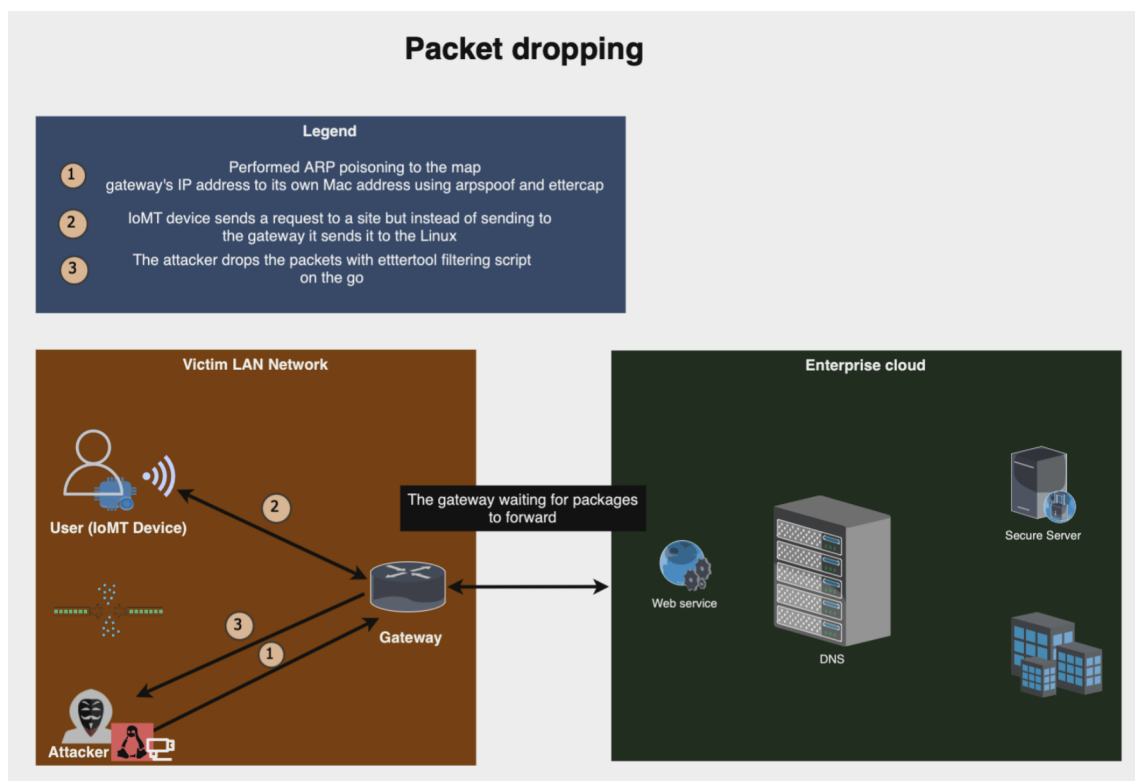 Packet dropping
Legend
1
Performed ARP poisoning to the map
gateway's IP address to its own Mac address using arpspoof and ettercap
2
IoMT device sends a request to a site but instead of sending to
the gateway it sends it to the Linux
3
The attacker drops the packets with etttertool filtering script
on the go
Victim LAN Network
User (IoMT Device)
2
3
1
Gateway
Attacker
The gateway waiting for packages
to forward
Enterprise cloud
Web service
DNS
Secure Server